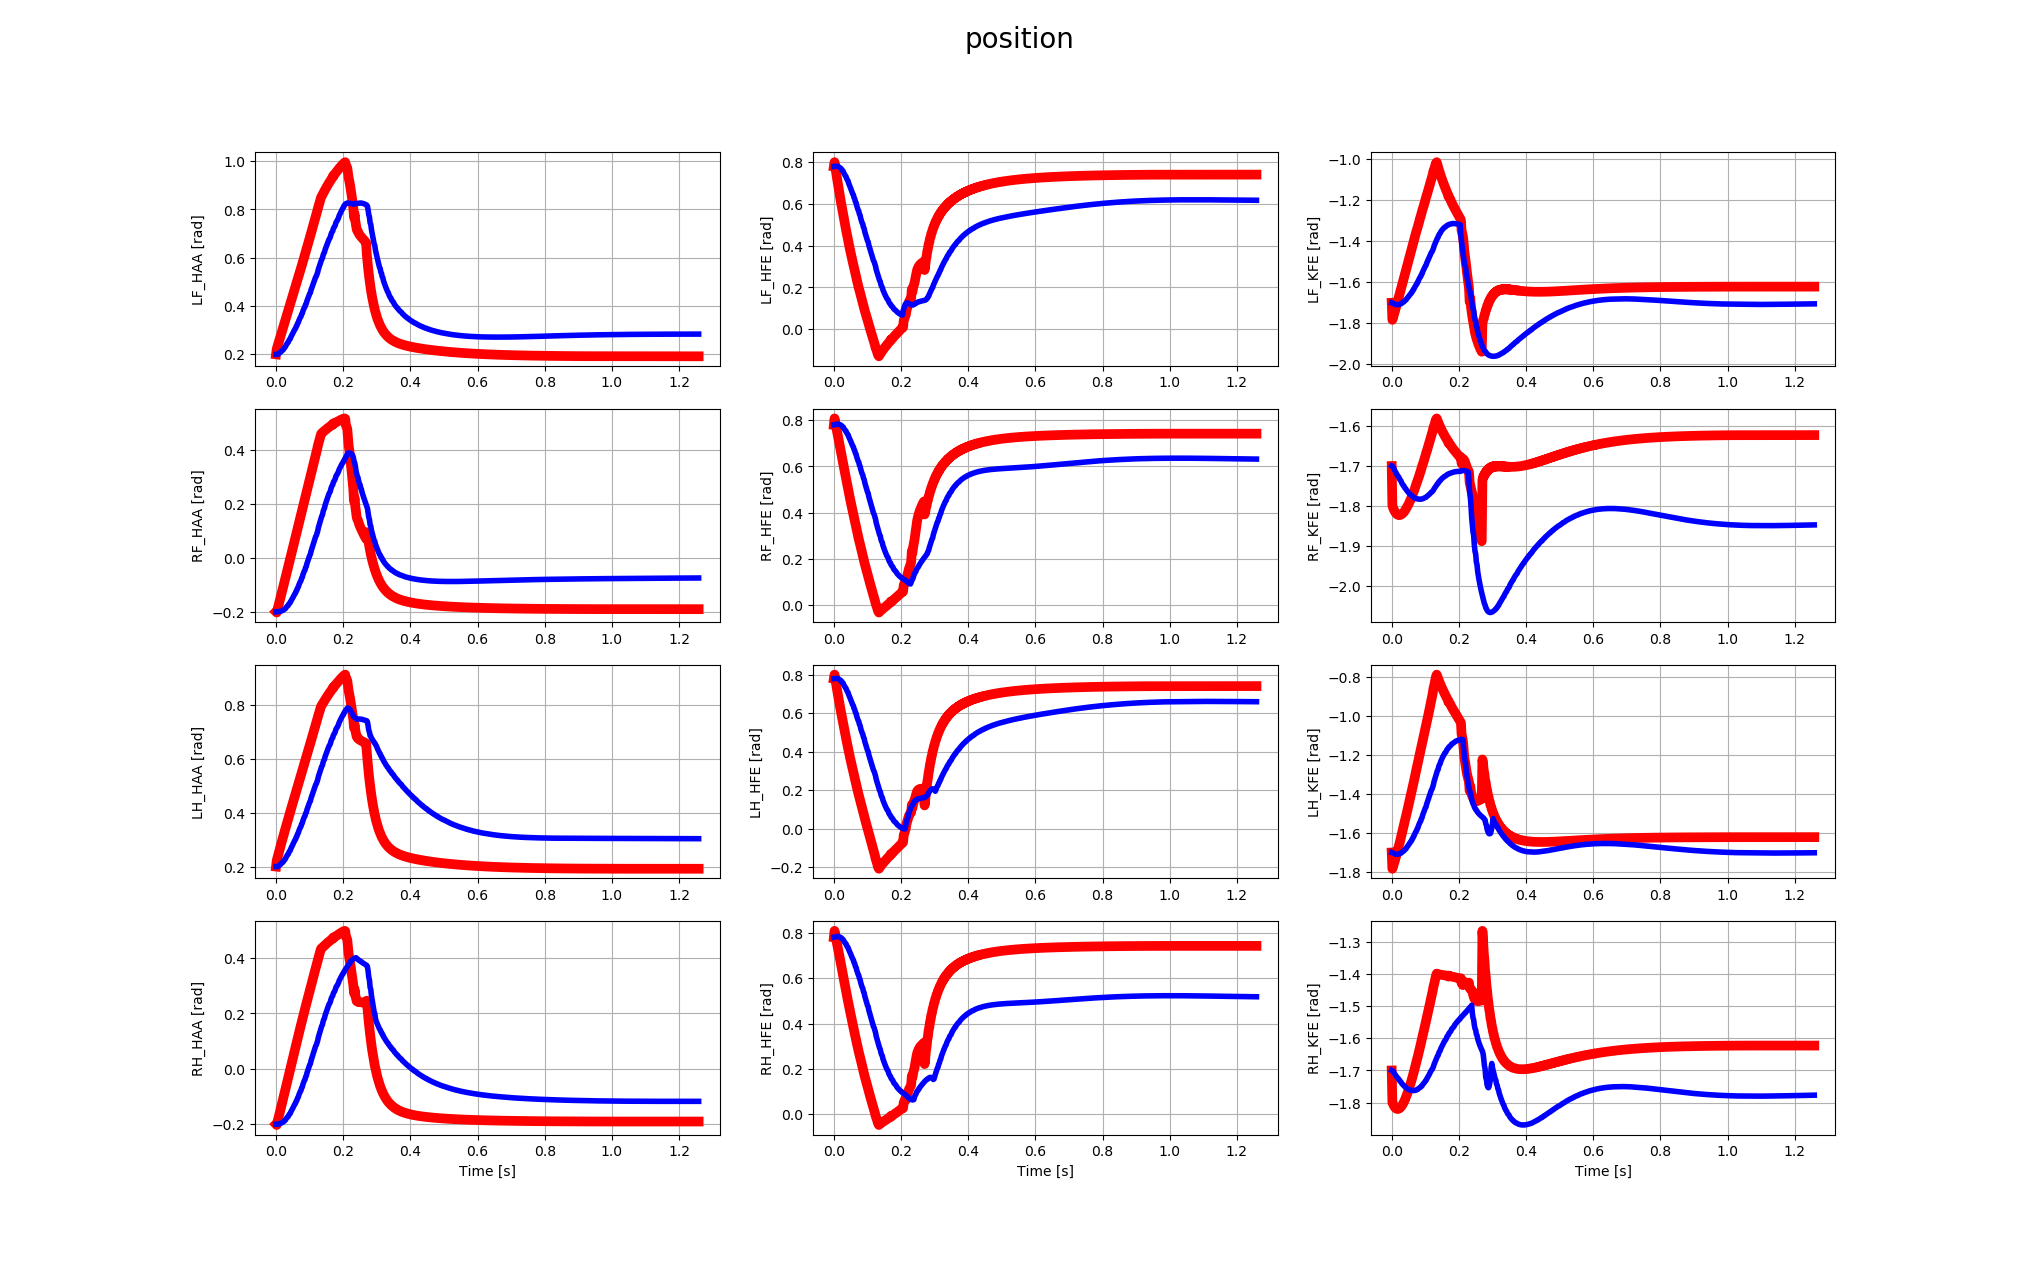 position
LF_HAA [rad]
1.0
0.8
0.6
0.4
0.2
0.0 0.2 0.4 0.6 0.8 1.0 1.2
LF_HFE [rad]
0.8
0.6
0.4
0.2
0.0
0.0 0.2 0.4 0.6 0.8 1.0 1.2
LF_KFE [rad]
−1.0
−1.2
−1.4
−1.6
−1.8
−2.0
0.0 0.2 0.4 0.6 0.8 1.0 1.2
RF_HAA [rad]
0.4
0.2
0.0
−0.2
0.0 0.2 0.4 0.6 0.8 1.0 1.2
RF_HFE [rad]
0.8
0.6
0.4
0.2
0.0
0.0 0.2 0.4 0.6 0.8 1.0 1.2
RF_KFE [rad]
−1.6
−1.7
−1.8
−1.9
−2.0
0.0 0.2 0.4 0.6 0.8 1.0 1.2
LH_HAA [rad]
0.8
0.6
0.4
0.2
0.0 0.2 0.4 0.6 0.8 1.0 1.2
LH_HFE [rad]
0.8
0.6
0.4
0.2
0.0
−0.2
0.0 0.2 0.4 0.6 0.8 1.0 1.2
LH_KFE [rad]
−0.8
−1.0
−1.2
−1.4
−1.6
−1.8
0.0 0.2 0.4 0.6 0.8 1.0 1.2
RH_HAA [rad]
0.4
0.2
0.0
−0.2
0.0 0.2 0.4 0.6 0.8 1.0 1.2
Time [s]
RH_HFE [rad]
0.8
0.6
0.4
0.2
0.0
0.0 0.2 0.4 0.6 0.8 1.0 1.2
Time [s]
RH_KFE [rad]
−1.3
−1.4
−1.5
−1.6
−1.7
−1.8
0.0 0.2 0.4 0.6 0.8 1.0 1.2
Time [s]